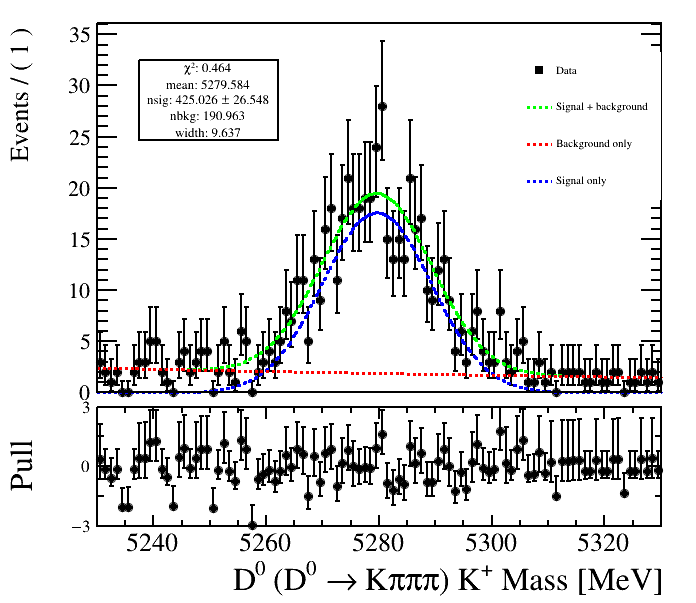 Events / ( 1 )
35
30
25
20
15
10
5
0
χ²: 0.464
mean: 5279.584
nsig: 425.026 ± 26.548
nbkg: 190.963
width: 9.637
Data
Signal + background
Background only
Signal only
Pull
3
0
−3
5240 5260 5280 5300 5320
D⁰ (D⁰ → Kπππ) K⁺ Mass [MeV]